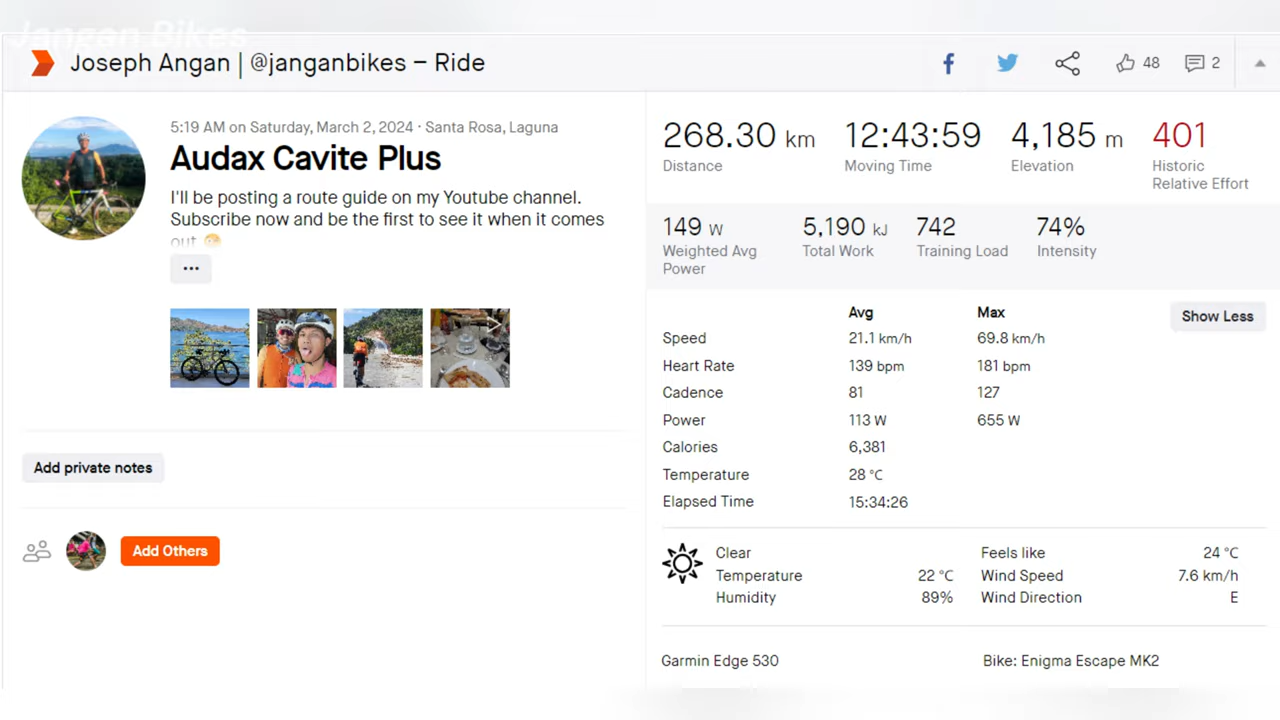 Jangan Bikes
Joseph Angan | @janganbikes – Ride
48
2
5:19 AM on Saturday, March 2, 2024 · Santa Rosa, Laguna
Audax Cavite Plus
I'll be posting a route guide on my Youtube channel.
Subscribe now and be the first to see it when it comes
out
Add private notes
Add Others
268.30 km 12:43:59 4,185 m 401
Distance Moving Time Elevation Historic
Relative Effort
149 W 5,190 kJ 742 74%
Weighted Avg Total Work Training Load Intensity
Power
Avg Max Show Less
Speed 21.1 km/h 69.8 km/h
Heart Rate 139 bpm 181 bpm
Cadence 81 127
Power 113 W 655 W
Calories 6,381
Temperature 28 °C
Elapsed Time 15:34:26
Clear Feels like 24 °C
Temperature 22 °C Wind Speed 7.6 km/h
Humidity 89% Wind Direction E
Garmin Edge 530 Bike: Enigma Escape MK2